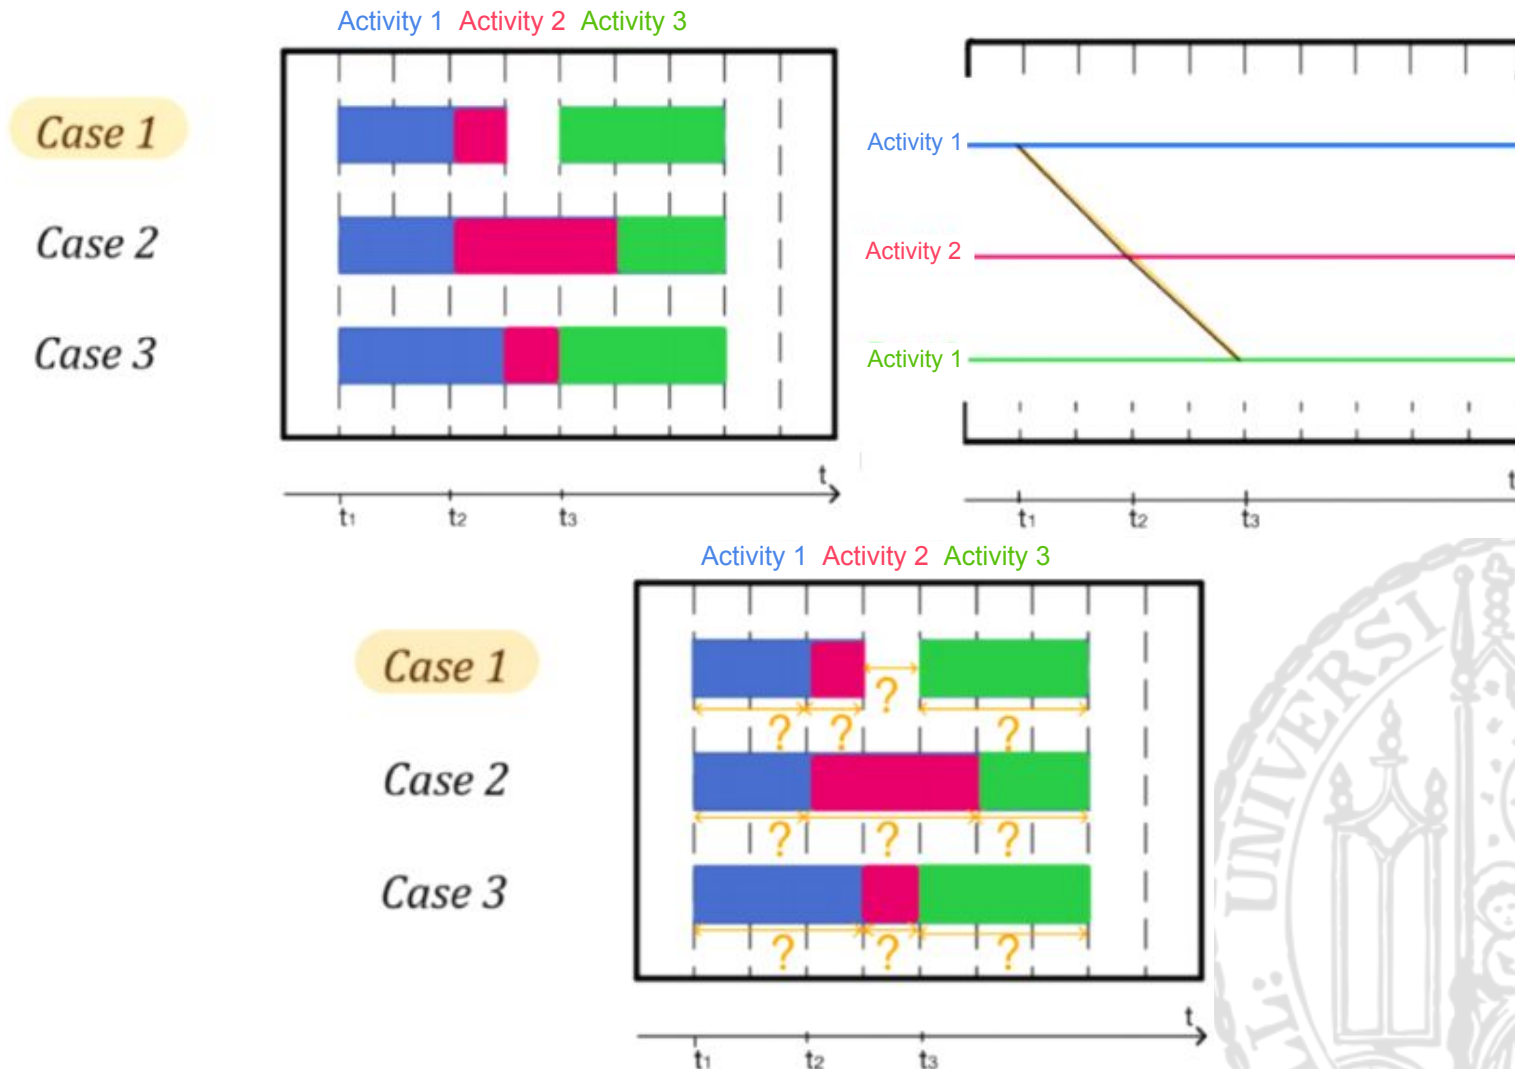 Activity 1 Activity 2 Activity 3
Case 1
Case 2
Case 3
t
t1 t2 t3
Activity 1
Activity 2
Activity 1
t
t1 t2 t3
Activity 1 Activity 2 Activity 3
Case 1
?
? ? ?
Case 2
? ? ?
Case 3
? ? ?
t
t1 t2 t3
L: UNIVERSI